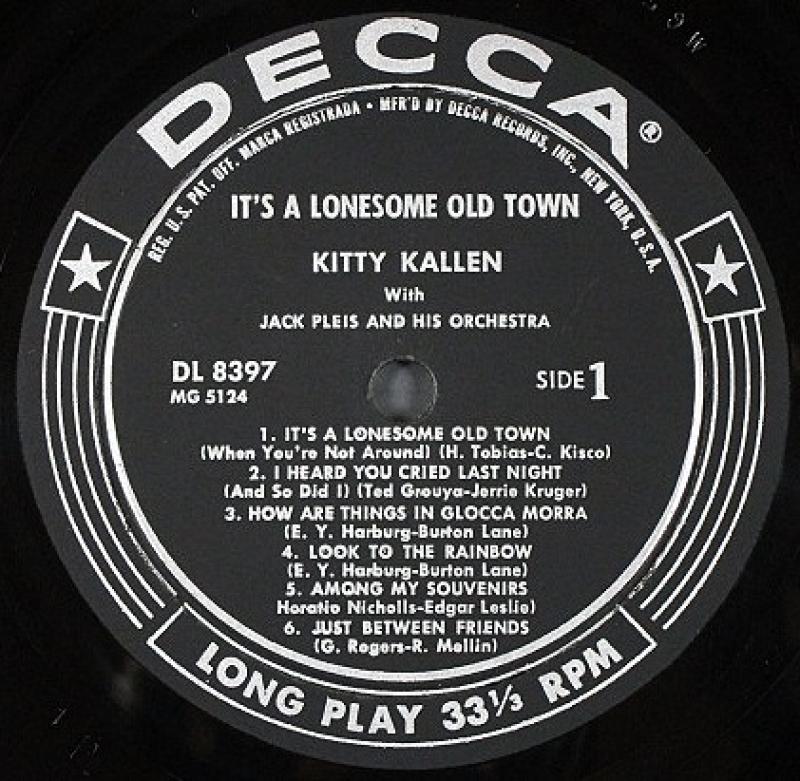 DECCA®
REG. U.S. PAT. OFF. MARCA REGISTRADA • MFR'D BY DECCA RECORDS, INC., NEW YORK, U.S.A.
IT'S A LONESOME OLD TOWN
KITTY KALLEN
With
JACK PLEIS AND HIS ORCHESTRA
DL 8397
MG 5124
SIDE 1
1. IT'S A LONESOME OLD TOWN
(When You're Not Around) (H. Tobias-C. Kisco)
2. I HEARD YOU CRIED LAST NIGHT
(And So Did I) (Ted Grouya-Jerrie Kruger)
3. HOW ARE THINGS IN GLOCCA MORRA
(E. Y. Harburg-Burton Lane)
4. LOOK TO THE RAINBOW
(E. Y. Harburg-Burton Lane)
5. AMONG MY SOUVENIRS
Horatio Nicholls-Edgar Leslie)
6. JUST BETWEEN FRIENDS
(G. Rogers-R. Mellin)
LONG PLAY 33⅓ RPM